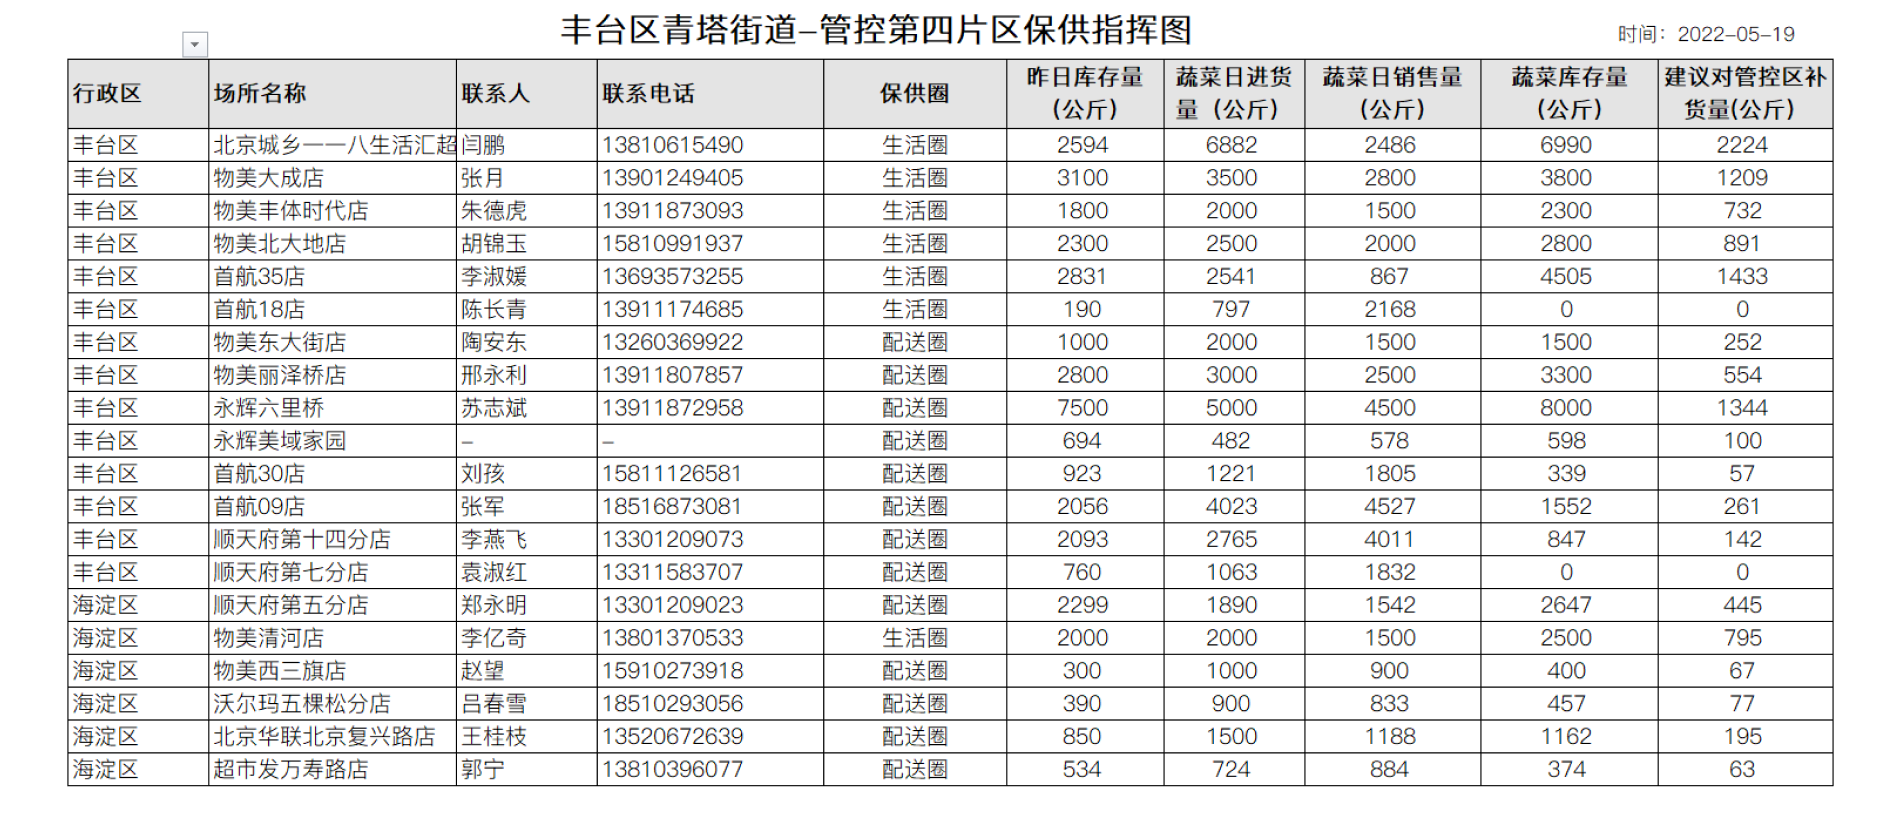 丰台区青塔街道-管控第四片区保供指挥图
时间：2022-05-19
行政区 场所名称 联系人 联系电话 保供圈 昨日库存量（公斤） 蔬菜日进货量（公斤） 蔬菜日销售量（公斤） 蔬菜库存量（公斤） 建议对管控区补货量(公斤)
丰台区 北京城乡一一八生活汇超 闫鹏 13810615490 生活圈 2594 6882 2486 6990 2224
丰台区 物美大成店 张月 13901249405 生活圈 3100 3500 2800 3800 1209
丰台区 物美丰体时代店 朱德虎 13911873093 生活圈 1800 2000 1500 2300 732
丰台区 物美北大地店 胡锦玉 15810991937 生活圈 2300 2500 2000 2800 891
丰台区 首航35店 李淑媛 13693573255 生活圈 2831 2541 867 4505 1433
丰台区 首航18店 陈长青 13911174685 生活圈 190 797 2168 0 0
丰台区 物美东大街店 陶安东 13260369922 配送圈 1000 2000 1500 1500 252
丰台区 物美丽泽桥店 邢永利 13911807857 配送圈 2800 3000 2500 3300 554
丰台区 永辉六里桥 苏志斌 13911872958 配送圈 7500 5000 4500 8000 1344
丰台区 永辉美域家园 - - 配送圈 694 482 578 598 100
丰台区 首航30店 刘孩 15811126581 配送圈 923 1221 1805 339 57
丰台区 首航09店 张军 18516873081 配送圈 2056 4023 4527 1552 261
丰台区 顺天府第十四分店 李燕飞 13301209073 配送圈 2093 2765 4011 847 142
丰台区 顺天府第七分店 袁淑红 13311583707 配送圈 760 1063 1832 0 0
海淀区 顺天府第五分店 郑永明 13301209023 配送圈 2299 1890 1542 2647 445
海淀区 物美清河店 李亿奇 13801370533 生活圈 2000 2000 1500 2500 795
海淀区 物美西三旗店 赵望 15910273918 配送圈 300 1000 900 400 67
海淀区 沃尔玛五棵松分店 吕春雪 18510293056 配送圈 390 900 833 457 77
海淀区 北京华联北京复兴路店 王桂枝 13520672639 配送圈 850 1500 1188 1162 195
海淀区 超市发万寿路店 郭宁 13810396077 配送圈 534 724 884 374 63